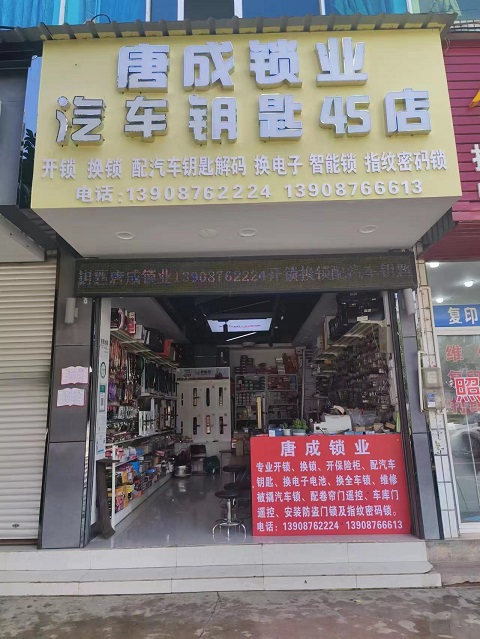 唐成锁业
汽车钥匙4S店
开锁 换锁 配汽车钥匙解码 换电子 智能锁 指纹密码锁
电话:13908762224 13908766613
钥匙唐成锁业13908762224开锁换锁配汽车钥匙
复印
唐成锁业
专业开锁、换锁、开保险柜、配汽车
钥匙、换电子电池、换全车锁、维修
被撬汽车锁、配卷帘门遥控、车库门
遥控、安装防盗门锁及指纹密码锁。
电话:13908762224 13908766613
维
照